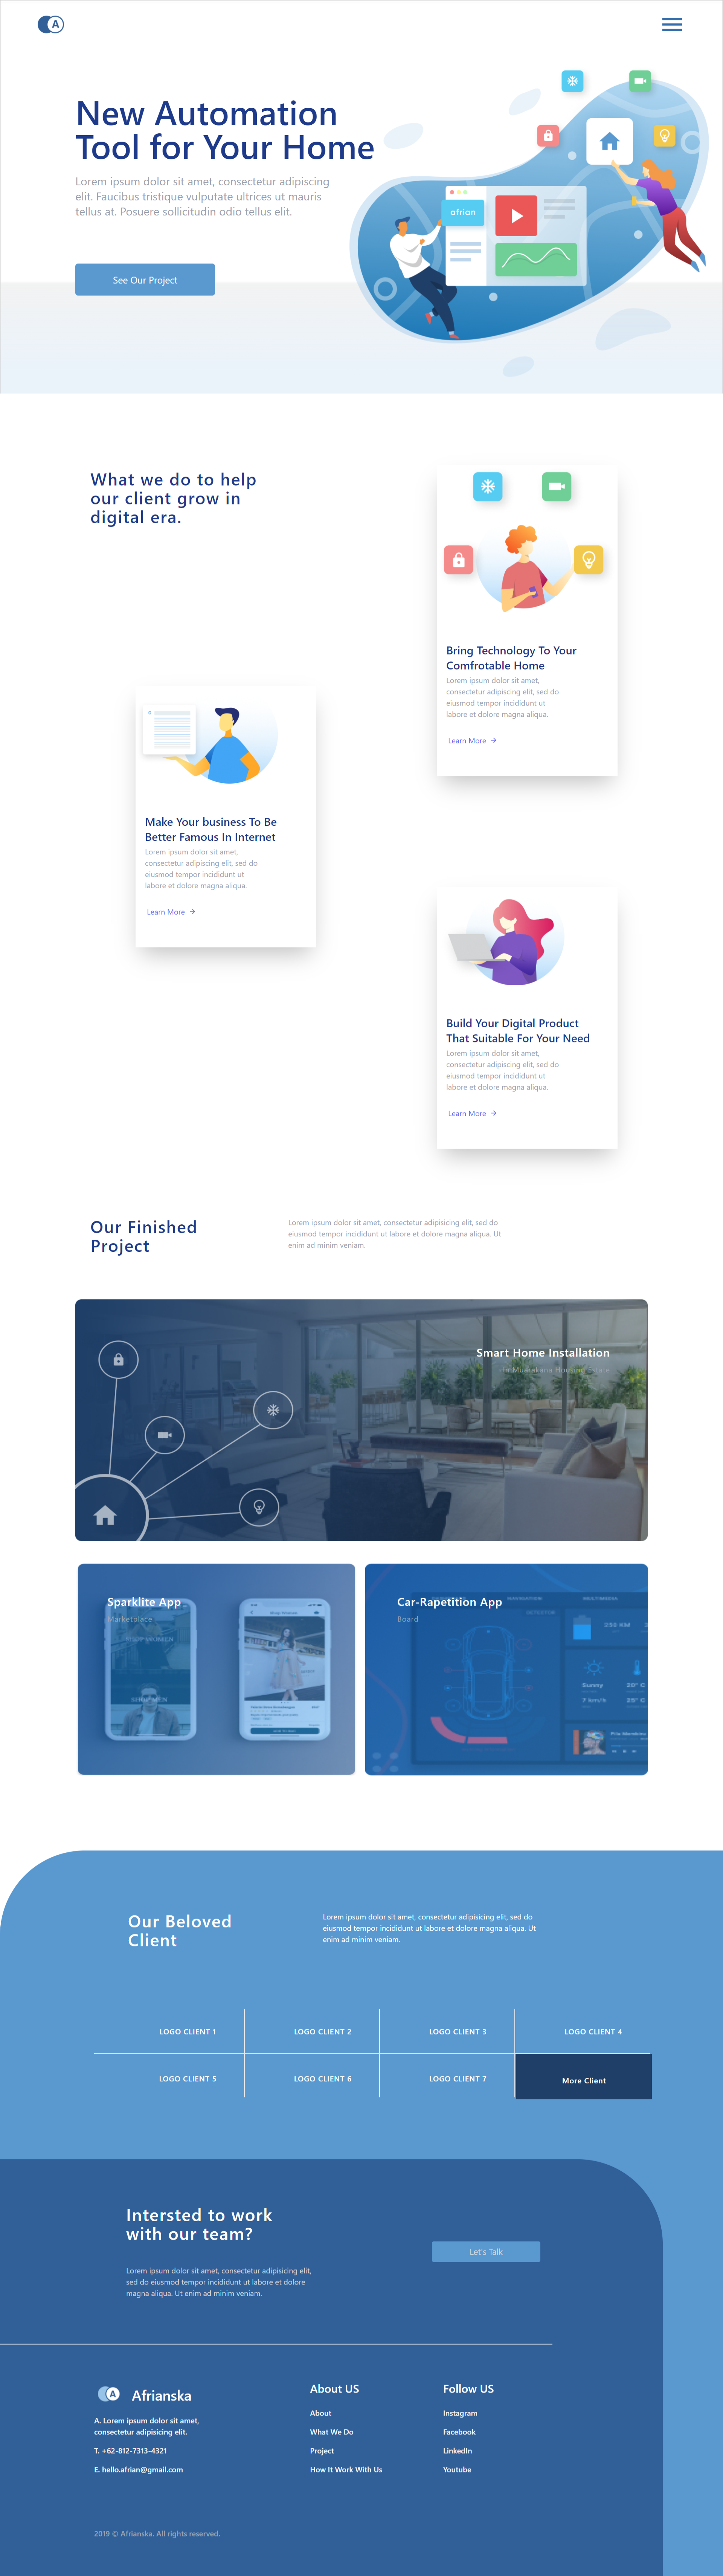 A
New Automation
Tool for Your Home
Lorem ipsum dolor sit amet, consectetur adipiscing
elit. Faucibus tristique vulputate ultrices ut mauris
tellus at. Posuere sollicitudin odio tellus elit.
See Our Project
afrian
What we do to help
our client grow in
digital era.
Bring Technology To Your
Comfrotable Home
Lorem ipsum dolor sit amet,
consectetur adipiscing elit, sed do
eiusmod tempor incididunt ut
labore et dolore magna aliqua.
Learn More
Make Your business To Be
Better Famous In Internet
Lorem ipsum dolor sit amet,
consectetur adipiscing elit, sed do
eiusmod tempor incididunt ut
labore et dolore magna aliqua.
Learn More
Build Your Digital Product
That Suitable For Your Need
Lorem ipsum dolor sit amet,
consectetur adipiscing elit, sed do
eiusmod tempor incididunt ut
labore et dolore magna aliqua.
Learn More
Our Finished
Project
Lorem ipsum dolor sit amet, consectetur adipisicing elit, sed do
eiusmod tempor incididunt ut labore et dolore magna aliqua. Ut
enim ad minim veniam.
Smart Home Installation
In Mustakana Housing Estate
Sparklite App
Marketplace
Car-Rapetition App
Board
Sunny
7 km/h
20° C
25° C
Our Beloved
Client
Lorem ipsum dolor sit amet, consectetur adipisicing elit, sed do
eiusmod tempor incididunt ut labore et dolore magna aliqua. Ut
enim ad minim veniam.
LOGO CLIENT 1
LOGO CLIENT 2
LOGO CLIENT 3
LOGO CLIENT 4
LOGO CLIENT 5
LOGO CLIENT 6
LOGO CLIENT 7
More Client
Intersted to work
with our team?
Lorem ipsum dolor sit amet, consectetur adipisicing elit,
sed do eiusmod tempor incididunt ut labore et dolore
magna aliqua. Ut enim ad minim veniam.
Let's Talk
A
Afrianska
A. Lorem ipsum dolor sit amet,
consectetur adipisicing elit.
T. +62-812-7313-4321
E. hello.afrian@gmail.com
About US
About
What We Do
Project
How It Work With Us
Follow US
Instagram
Facebook
LinkedIn
Youtube
2019 © Afrianska. All rights reserved.